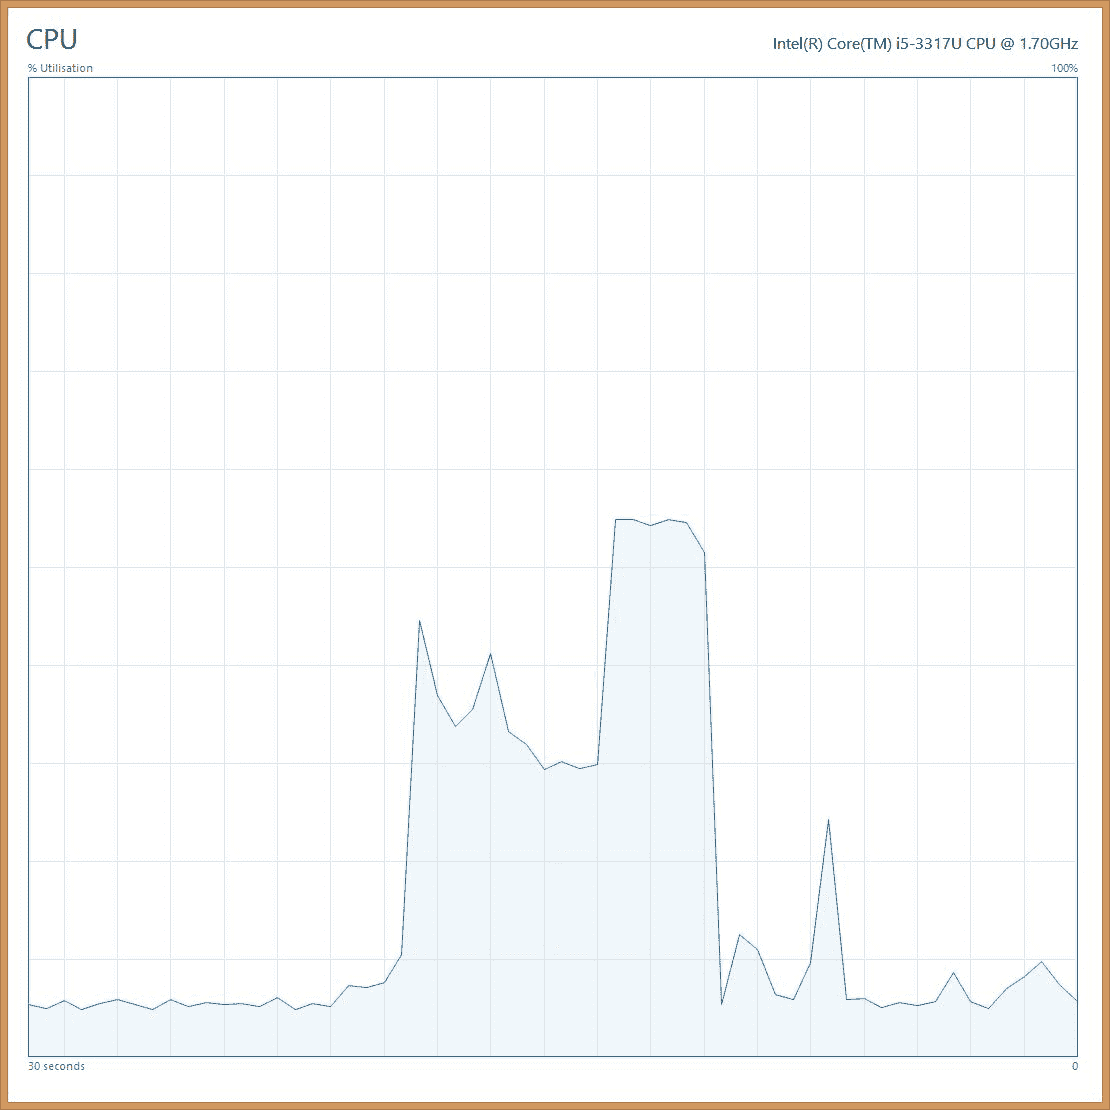 CPU
Intel(R) Core(TM) i5-3317U CPU @ 1.70GHz
% Utilisation
100%
30 seconds
0